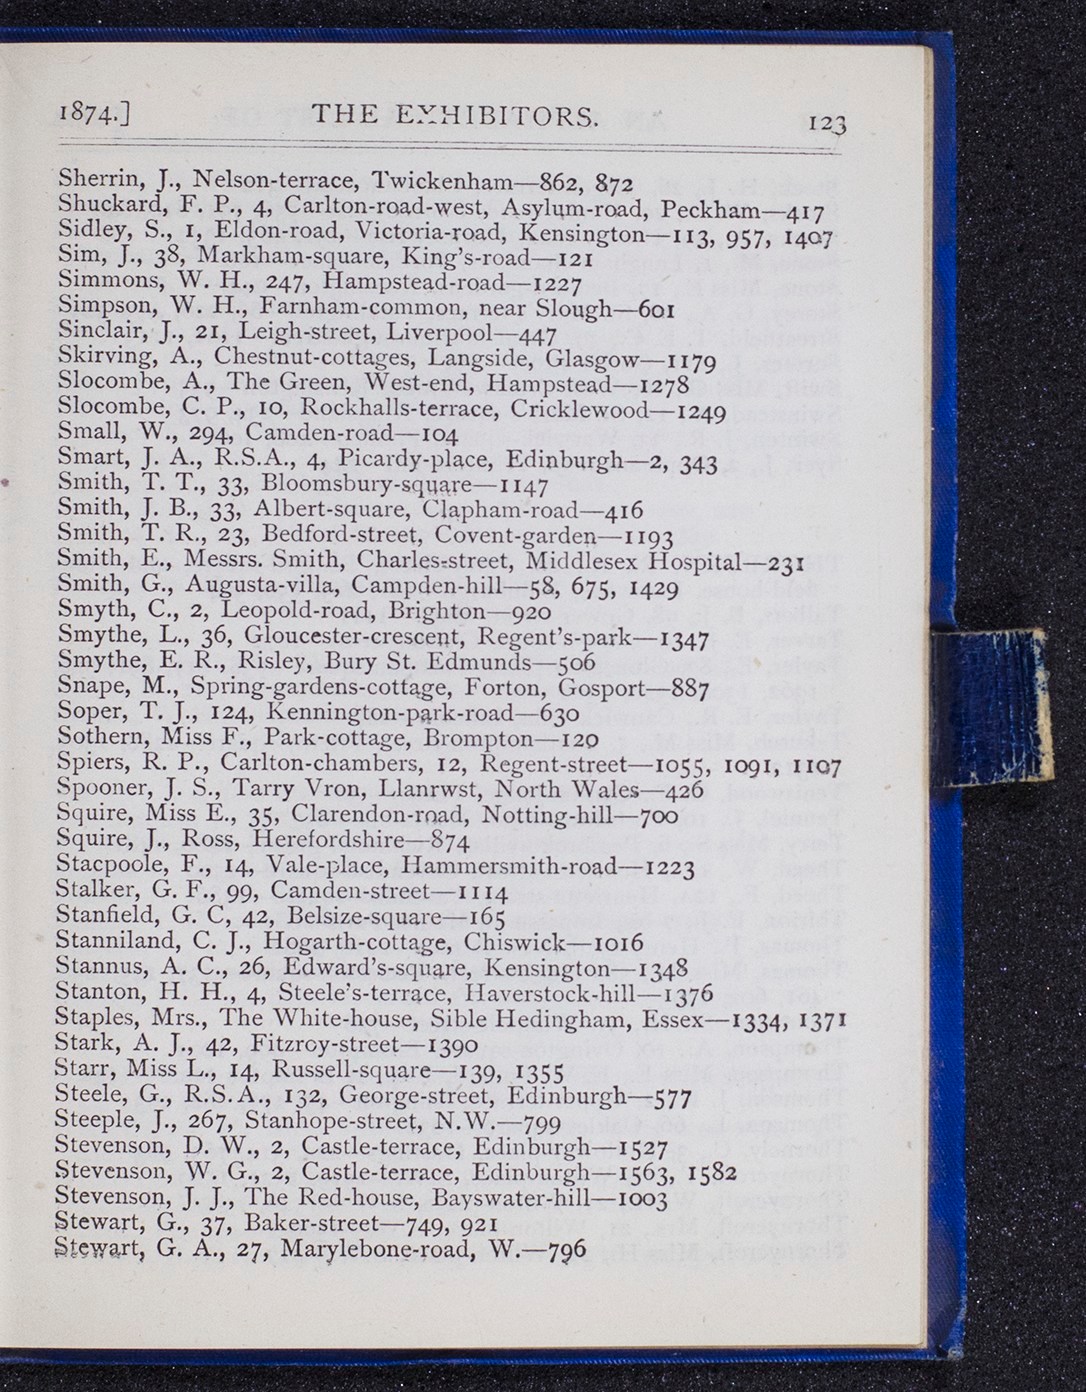 1874.] THE EXHIBITORS. 123
Sherrin, J., Nelson-terrace, Twickenham—862, 872
Shuckard, F. P., 4, Carlton-road-west, Asylum-road, Peckham—417
Sidley, S., 1, Eldon-road, Victoria-road, Kensington—113, 957, 1407
Sim, J., 38, Markham-square, King's-road—121
Simmons, W. H., 247, Hampstead-road—1227
Simpson, W. H., Farnham-common, near Slough—601
Sinclair, J., 21, Leigh-street, Liverpool—447
Skirving, A., Chestnut-cottages, Langside, Glasgow—1179
Slocombe, A., The Green, West-end, Hampstead—1278
Slocombe, C. P., 10, Rockhalls-terrace, Cricklewood—1249
Small, W., 294, Camden-road—104
Smart, J. A., R.S.A., 4, Picardy-place, Edinburgh—2, 343
Smith, T. T., 33, Bloomsbury-square—1147
Smith, J. B., 33, Albert-square, Clapham-road—416
Smith, T. R., 23, Bedford-street, Covent-garden—1193
Smith, E., Messrs. Smith, Charles-street, Middlesex Hospital—231
Smith, G., Augusta-villa, Campden-hill—58, 675, 1429
Smyth, C., 2, Leopold-road, Brighton—920
Smythe, L., 36, Gloucester-crescent, Regent's-park—1347
Smythe, E. R., Risley, Bury St. Edmunds—506
Snape, M., Spring-gardens-cottage, Forton, Gosport—887
Soper, T. J., 124, Kennington-park-road—630
Sothern, Miss F., Park-cottage, Brompton—120
Spiers, R. P., Carlton-chambers, 12, Regent-street—1055, 1091, 1107
Spooner, J. S., Tarry Vron, Llanrwst, North Wales—426
Squire, Miss E., 35, Clarendon-road, Notting-hill—700
Squire, J., Ross, Herefordshire—874
Stacpoole, F., 14, Vale-place, Hammersmith-road—1223
Stalker, G. F., 99, Camden-street—1114
Stanfield, G. C, 42, Belsize-square—165
Stanniland, C. J., Hogarth-cottage, Chiswick—1016
Stannus, A. C., 26, Edward's-square, Kensington—1348
Stanton, H. H., 4, Steele's-terrace, Haverstock-hill—1376
Staples, Mrs., The White-house, Sible Hedingham, Essex—1334, 1371
Stark, A. J., 42, Fitzroy-street—1390
Starr, Miss L., 14, Russell-square—139, 1355
Steele, G., R.S.A., 132, George-street, Edinburgh—577
Steeple, J., 267, Stanhope-street, N.W.—799
Stevenson, D. W., 2, Castle-terrace, Edinburgh—1527
Stevenson, W. G., 2, Castle-terrace, Edinburgh—1563, 1582
Stevenson, J. J., The Red-house, Bayswater-hill—1003
Stewart, G., 37, Baker-street—749, 921
Stewart, G. A., 27, Marylebone-road, W.—796